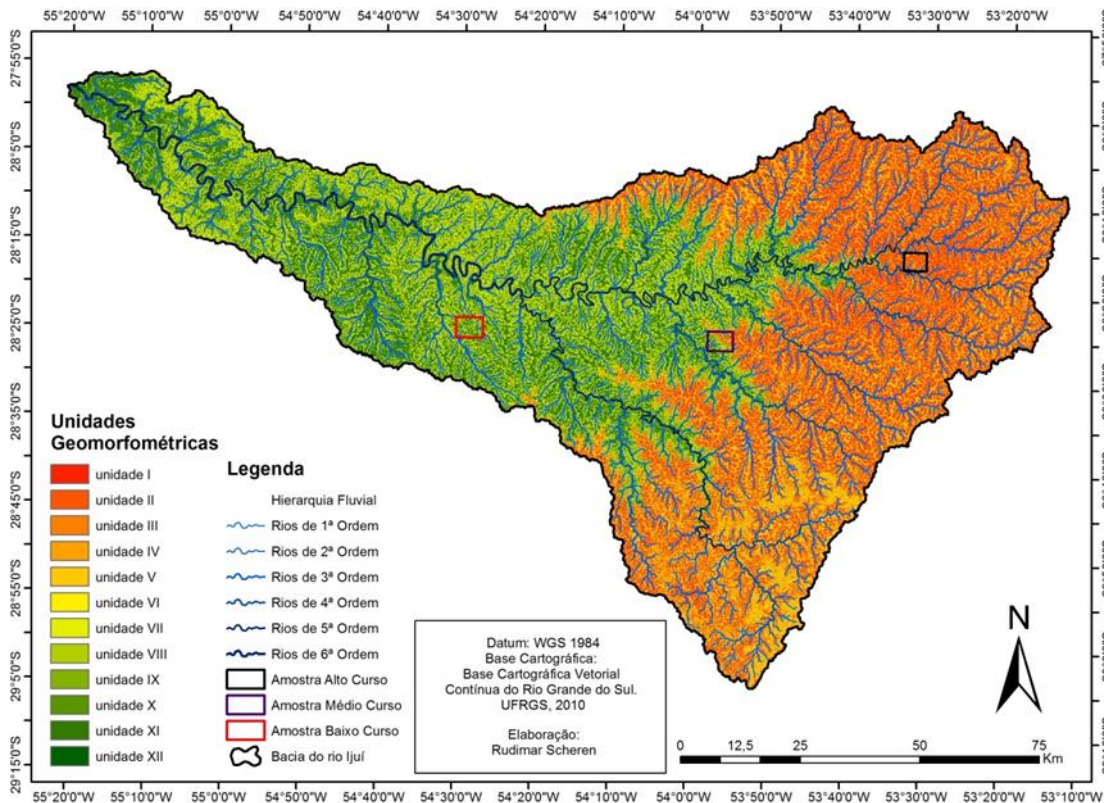 55°20'0"W 55°10'0"W 55°0'0"W 54°50'0"W 54°40'0"W 54°30'0"W 54°20'0"W 54°10'0"W 54°0'0"W 53°50'0"W 53°40'0"W 53°30'0"W 53°20'0"W
27°55'0"S
28°5'0"S
28°15'0"S
28°25'0"S
28°35'0"S
28°45'0"S
28°55'0"S
29°5'0"S
29°15'0"S
Unidades
Geomorfométricas
unidade I
unidade II
unidade III
unidade IV
unidade V
unidade VI
unidade VII
unidade VIII
unidade IX
unidade X
unidade XI
unidade XII
Legenda
Hierarquia Fluvial
Rios de 1ª Ordem
Rios de 2ª Ordem
Rios de 3ª Ordem
Rios de 4ª Ordem
Rios de 5ª Ordem
Rios de 6ª Ordem
Amostra Alto Curso
Amostra Médio Curso
Amostra Baixo Curso
Bacia do rio Ijuí
Datum: WGS 1984
Base Cartográfica:
Base Cartográfica Vetorial
Contínua do Rio Grande do Sul.
UFRGS, 2010
Elaboração:
Rudimar Scheren
N
0 12,5 25 50 75
Km
55°20'0"W 55°10'0"W 55°0'0"W 54°50'0"W 54°40'0"W 54°30'0"W 54°20'0"W 54°10'0"W 54°0'0"W 53°50'0"W 53°40'0"W 53°30'0"W 53°20'0"W 53°10'0"W